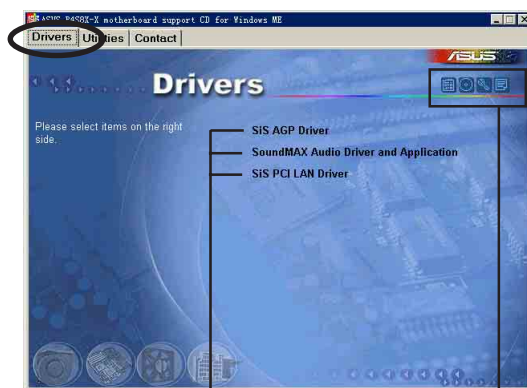 ASUS P4S8X-X motherboard support CD for Windows ME
Drivers Utilities Contact
ASUS
Drivers
Please select items on the right
side.
SiS AGP Driver
SoundMAX Audio Driver and Application
SiS PCI LAN Driver